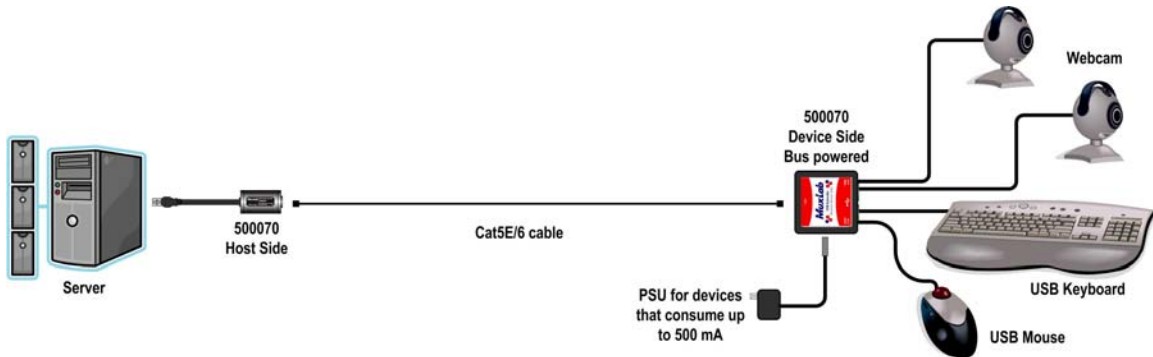 Webcam
500070
Device Side
Bus powered
MuxLab
500070
Host Side
Cat5E/6 cable
Server
PSU for devices
that consume up
to 500 mA
USB Keyboard
USB Mouse